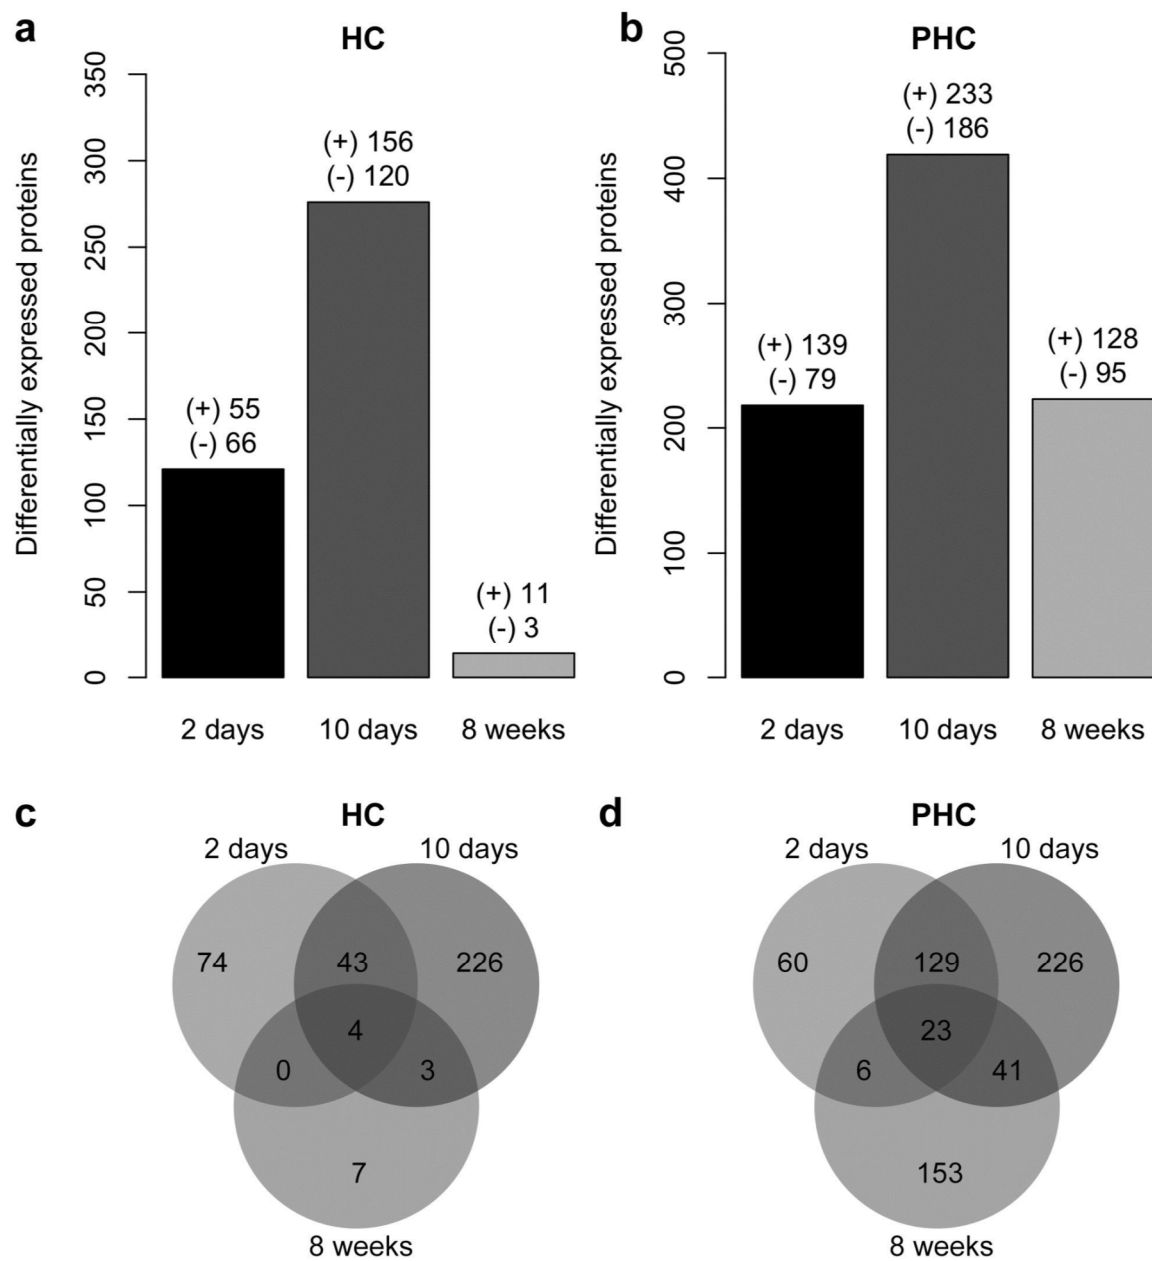 a
HC
Differentially expressed proteins
350
300
250
200
150
100
50
0
(+) 55
(-) 66
(+) 156
(-) 120
(+) 11
(-) 3
2 days
10 days
8 weeks
b
PHC
Differentially expressed proteins
500
400
300
200
100
0
(+) 139
(-) 79
(+) 233
(-) 186
(+) 128
(-) 95
2 days
10 days
8 weeks
c
HC
2 days
10 days
74
43
226
4
0
3
7
8 weeks
d
PHC
2 days
10 days
60
129
226
23
6
41
153
8 weeks